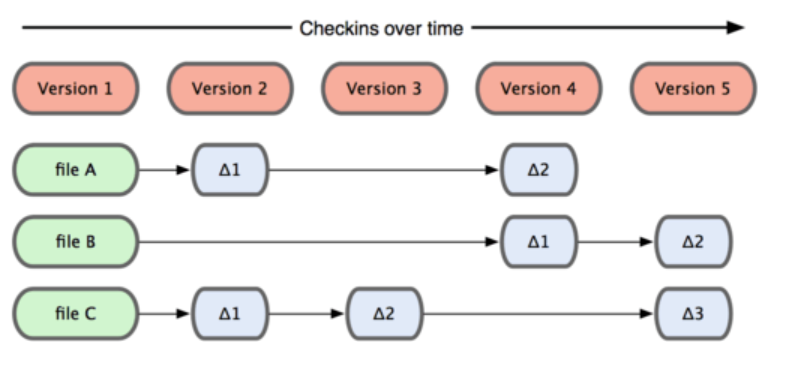 Checkins over time
Version 1 Version 2 Version 3 Version 4 Version 5
file A Δ1 Δ2
file B Δ1 Δ2
file C Δ1 Δ2 Δ3